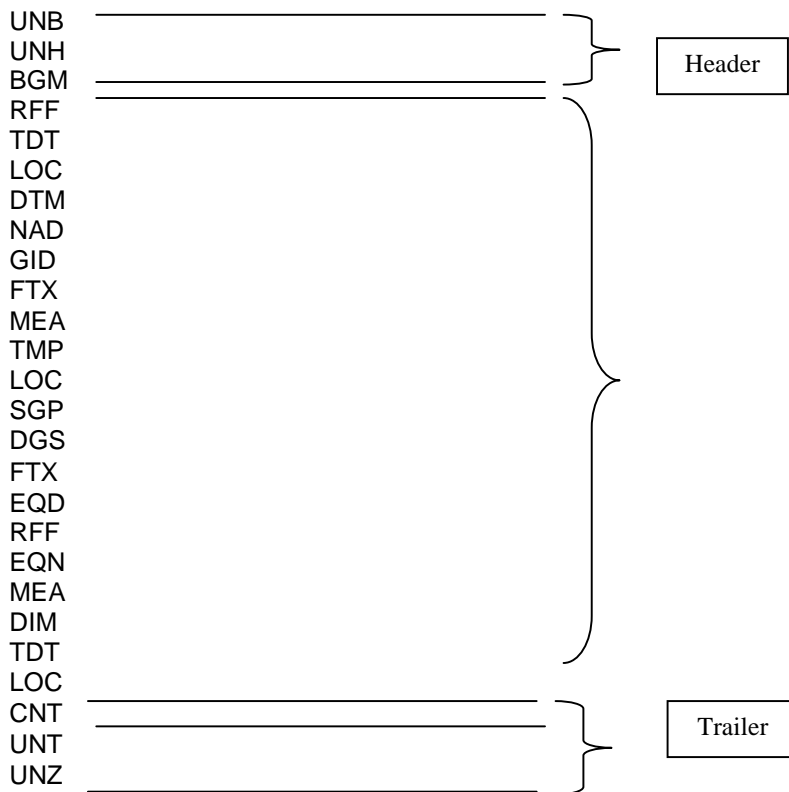 UNB
UNH
Header
BGM
RFF
TDT
LOC
DTM
NAD
GID
FTX
MEA
TMP
LOC
SGP
DGS
FTX
EQD
RFF
EQN
MEA
DIM
TDT
LOC
CNT
Trailer
UNT
UNZ